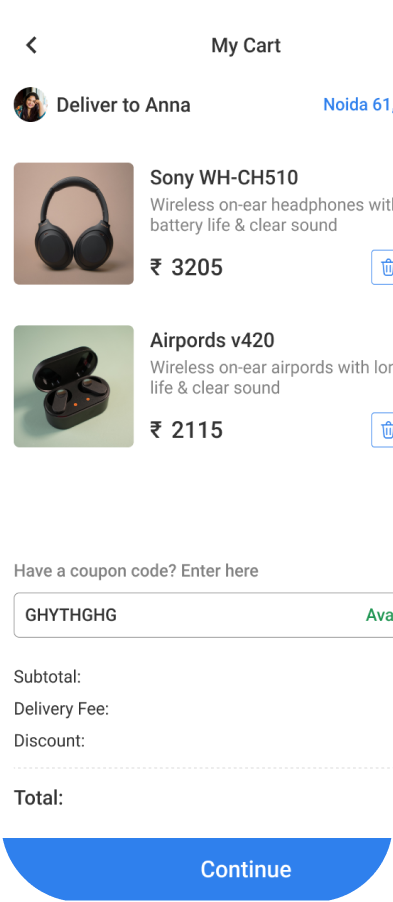 My Cart
Deliver to Anna
Noida 61,
Sony WH-CH510
Wireless on-ear headphones with
battery life & clear sound
₹ 3205
Airpords v420
Wireless on-ear airpords with lon
life & clear sound
₹ 2115
Have a coupon code? Enter here
GHYTHGHG
Ava
Subtotal:
Delivery Fee:
Discount:
Total:
Continue